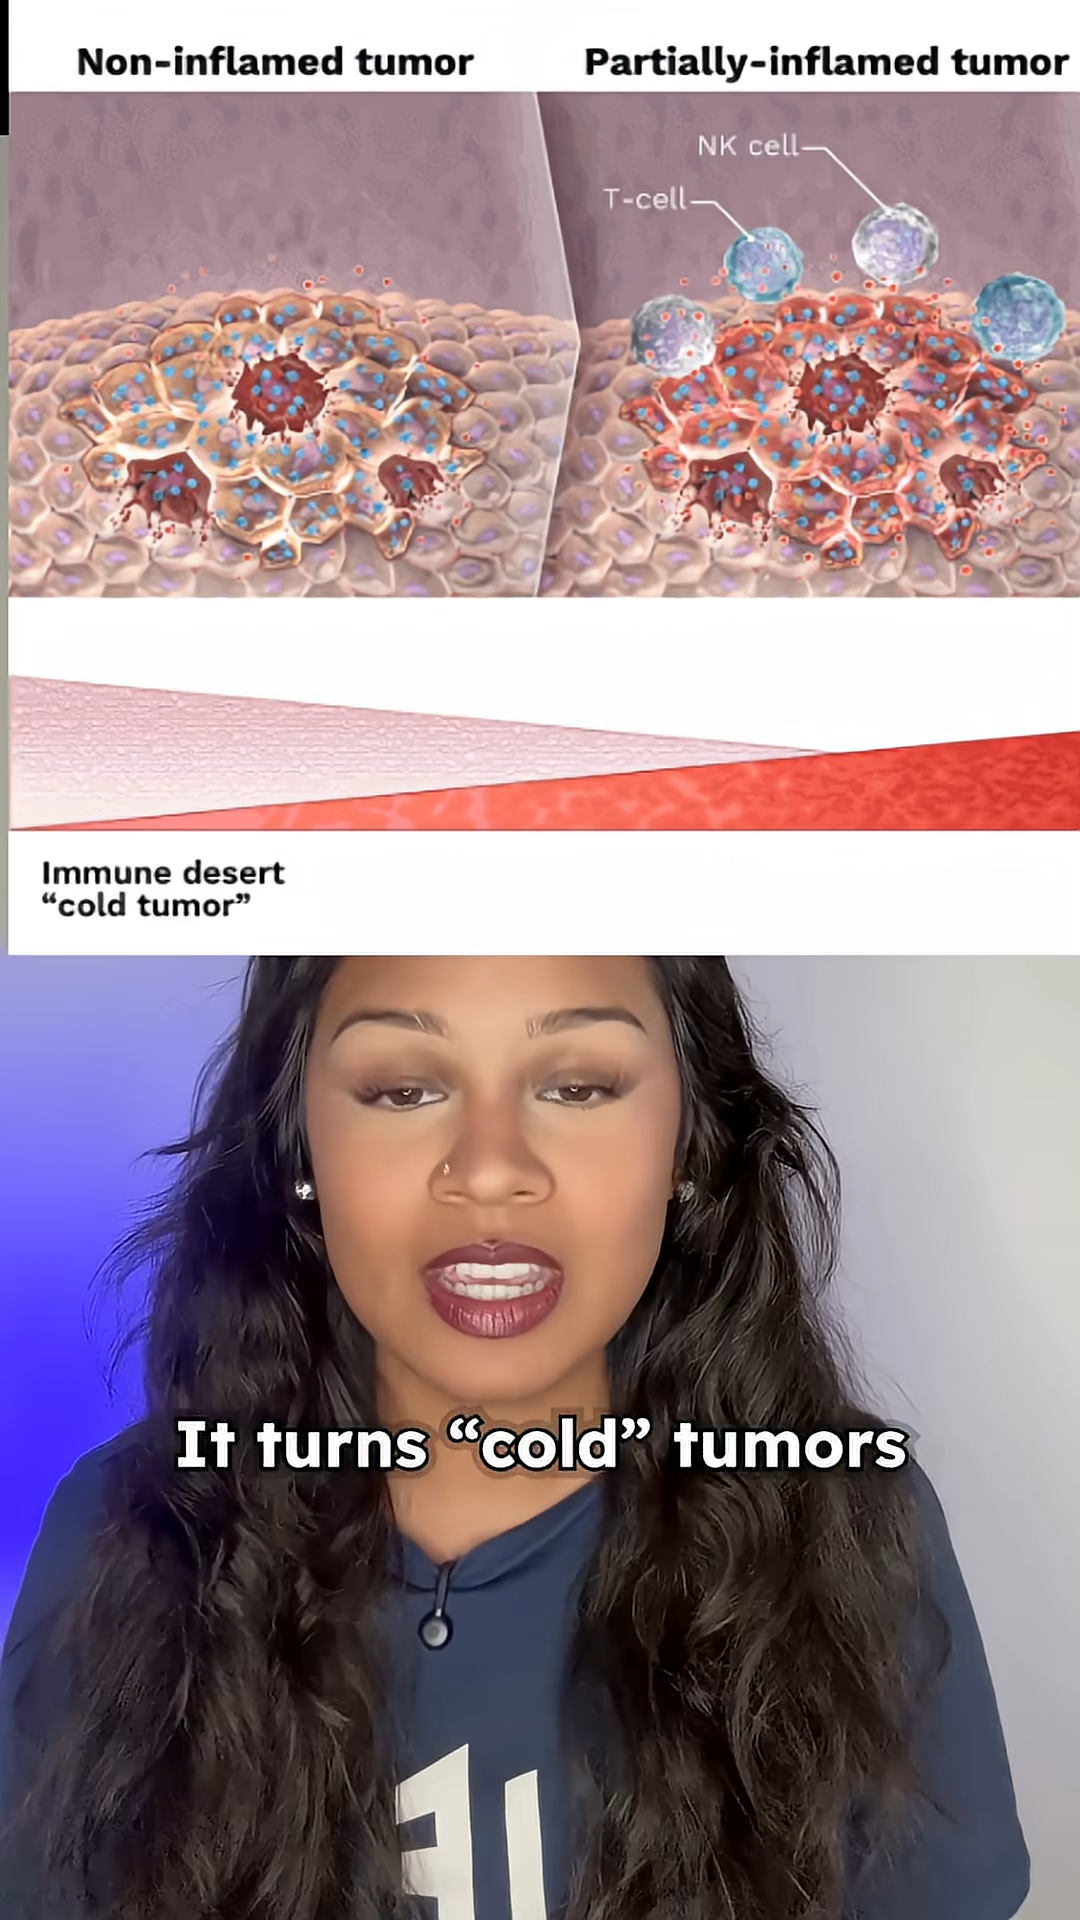 Non-inflamed tumor
Partially-inflamed tumor
NK cell
T-cell
Immune desert
“cold tumor”
It turns “cold” tumors